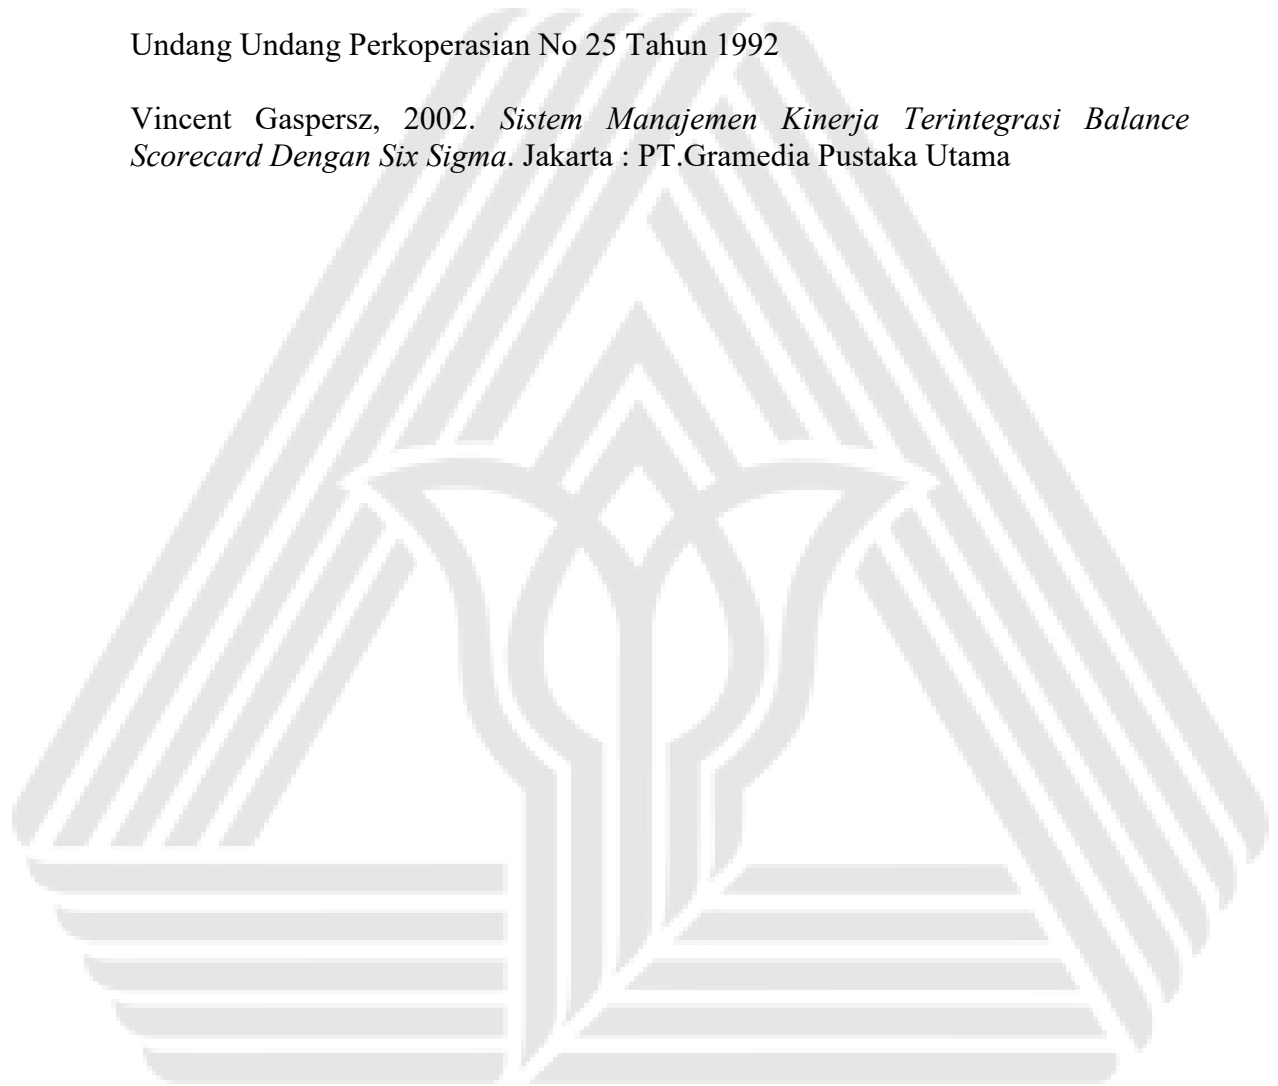 Undang Undang Perkoperasian No 25 Tahun 1992
Vincent Gaspersz, 2002. Sistem Manajemen Kinerja Terintegrasi Balance
Scorecard Dengan Six Sigma. Jakarta : PT.Gramedia Pustaka Utama